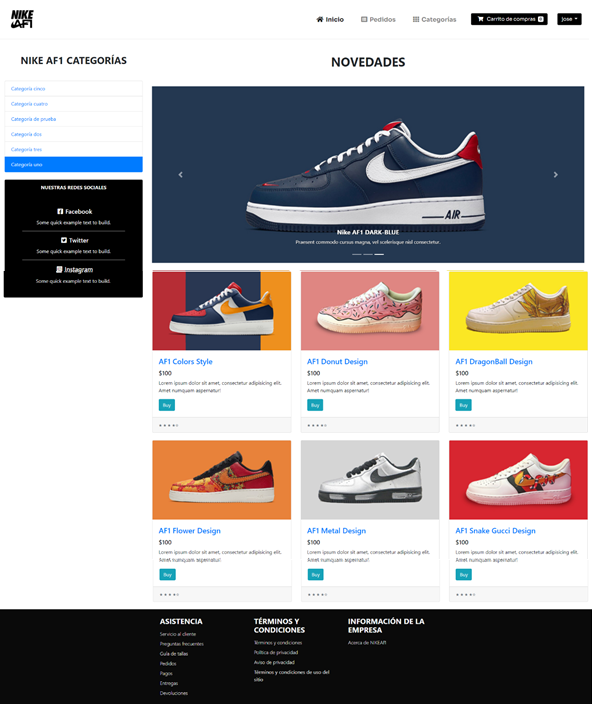 NIKE
AF1
Inicio
Pedidos
Categorías
Carrito de compras 0
jose
NIKE AF1 CATEGORÍAS
NOVEDADES
Categoría cinco
Categoría cuatro
Categoría de prueba
Categoría dos
Categoría tres
Categoría uno
NUESTRAS REDES SOCIALES
Facebook
Some quick example text to build.
Twitter
Some quick example text to build.
Instagram
Some quick example text to build.
AIR
Nike AF1 DARK-BLUE
Praesent commodo cursus magna, vel scelerisque nisl consectetur.
AF1 Colors Style
$100
Lorem ipsum dolor sit amet, consectetur adipisicing elit.
Amet numquam aspernatur!
Buy
AF1 Donut Design
$100
Lorem ipsum dolor sit amet, consectetur adipisicing elit.
Amet numquam aspernatur!
Buy
AF1 DragonBall Design
$100
Lorem ipsum dolor sit amet, consectetur adipisicing elit.
Amet numquam aspernatur!
Buy
AF1 Flower Design
$100
Lorem ipsum dolor sit amet, consectetur adipisicing elit.
Amet numquam aspernatur!
Buy
AF1 Metal Design
$100
Lorem ipsum dolor sit amet, consectetur adipisicing elit.
Amet numquam aspernatur!
Buy
AF1 Snake Gucci Design
$100
Lorem ipsum dolor sit amet, consectetur adipisicing elit.
Amet numquam aspernatur!
Buy
ASISTENCIA
Servicio al cliente
Preguntas frecuentes
Guía de tallas
Pedidos
Pagos
Entregas
Devoluciones
TÉRMINOS Y
CONDICIONES
Términos y condiciones
Política de privacidad
Aviso de privacidad
Términos y condiciones de uso del
sitio
INFORMACIÓN DE LA
EMPRESA
Acerca de NIKEAF1